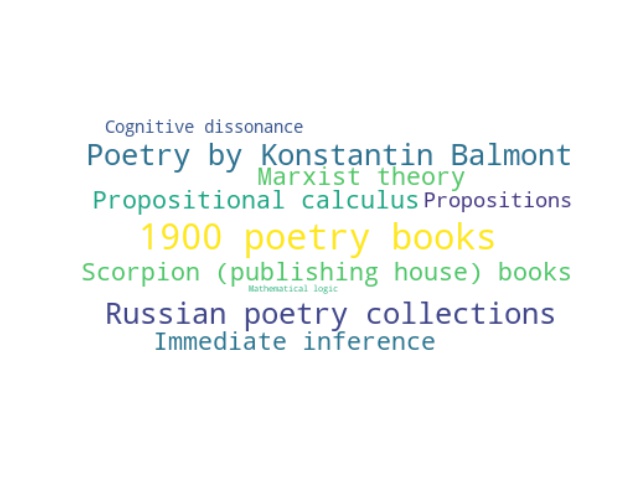 Cognitive dissonance
Poetry by Konstantin Balmont
Marxist theory
Propositional calculus
Propositions
1900 poetry books
Scorpion (publishing house) books
Mathematical logic
Russian poetry collections
Immediate inference